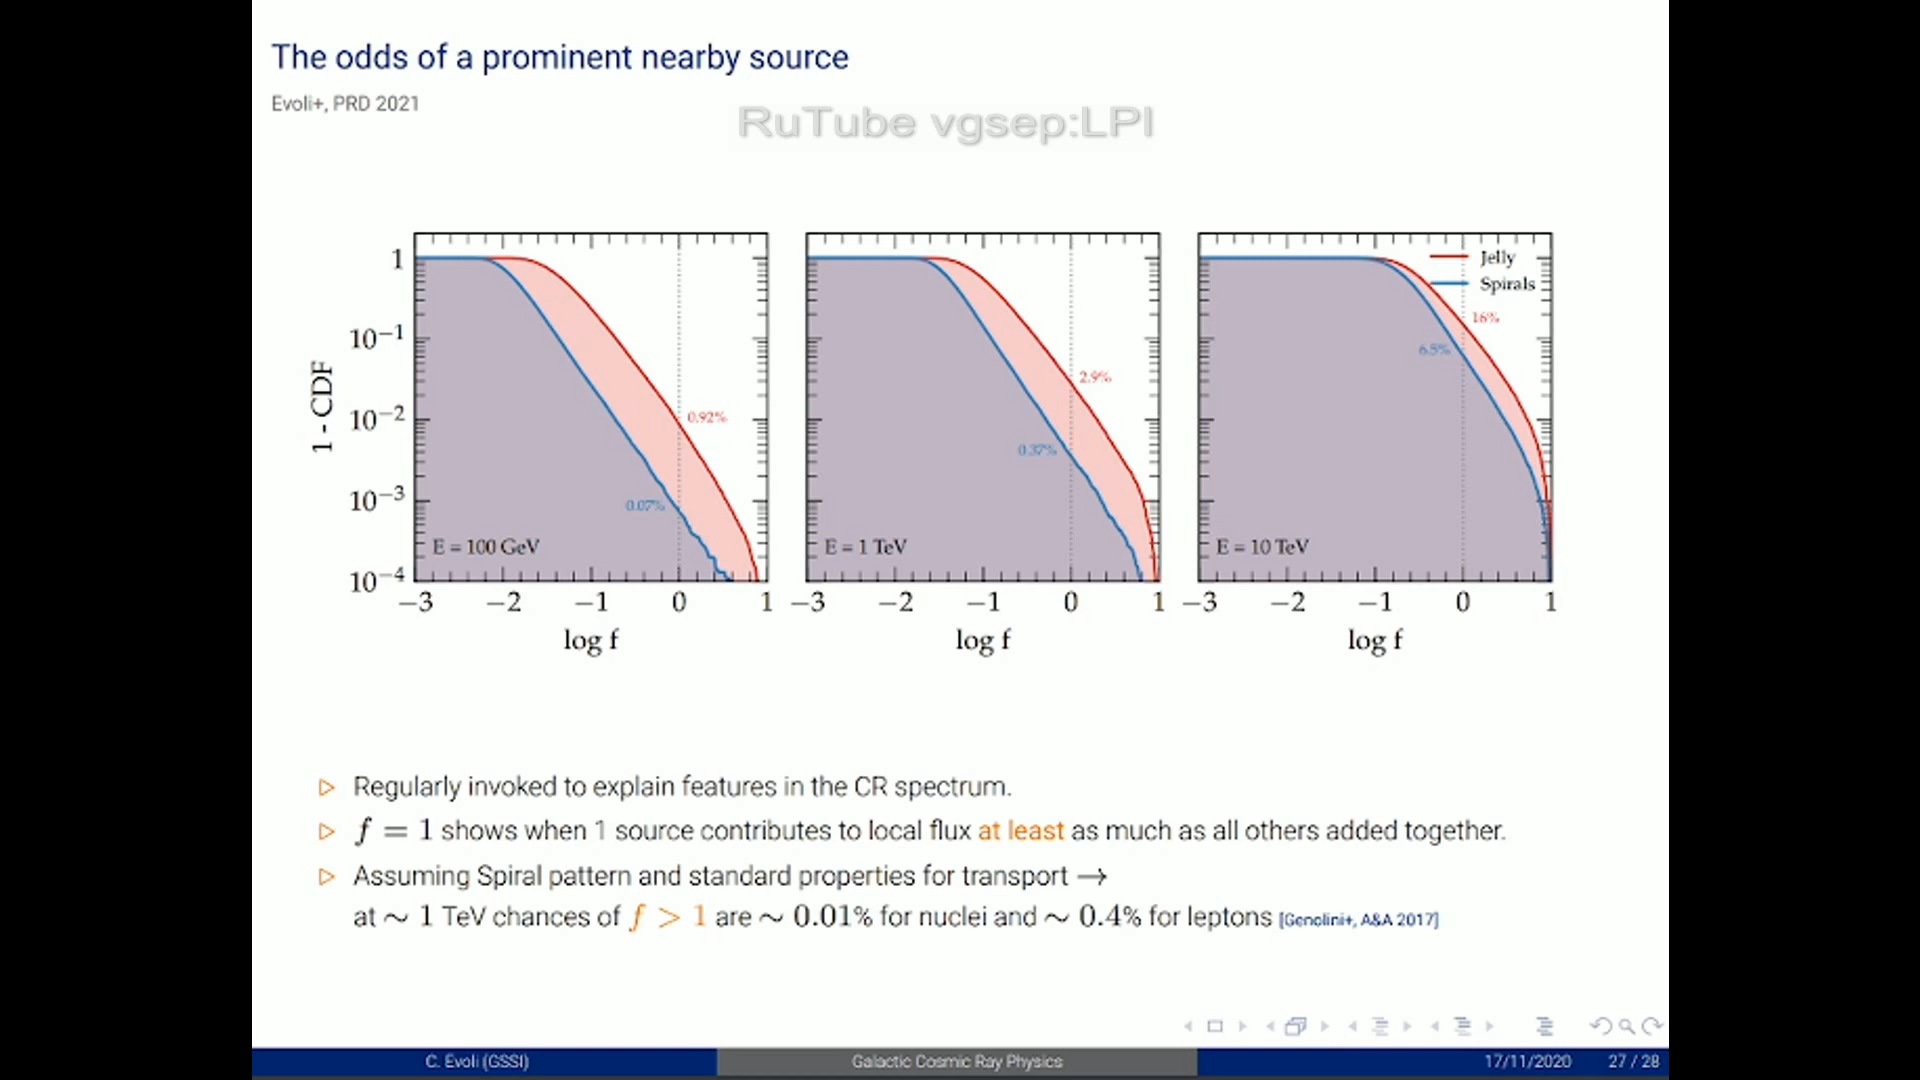 The odds of a prominent nearby source
Evoli+, PRD 2021
RuTube vgsep:LPI
1 - CDF
1
10⁻¹
10⁻²
10⁻³
10⁻⁴
0.92%
0.07%
E = 100 GeV
−3 −2 −1 0 1
log f
2.9%
0.37%
E = 1 TeV
−3 −2 −1 0 1
log f
Jelly
Spirals
16%
6.5%
E = 10 TeV
−3 −2 −1 0 1
log f
▷ Regularly invoked to explain features in the CR spectrum.
▷ f = 1 shows when 1 source contributes to local flux at least as much as all others added together.
▷ Assuming Spiral pattern and standard properties for transport →
at ∼ 1 TeV chances of f > 1 are ∼ 0.01% for nuclei and ∼ 0.4% for leptons [Genolini+, A&A 2017]
C. Evoli (GSSI) Galactic Cosmic Ray Physics 17/11/2020 27 / 28